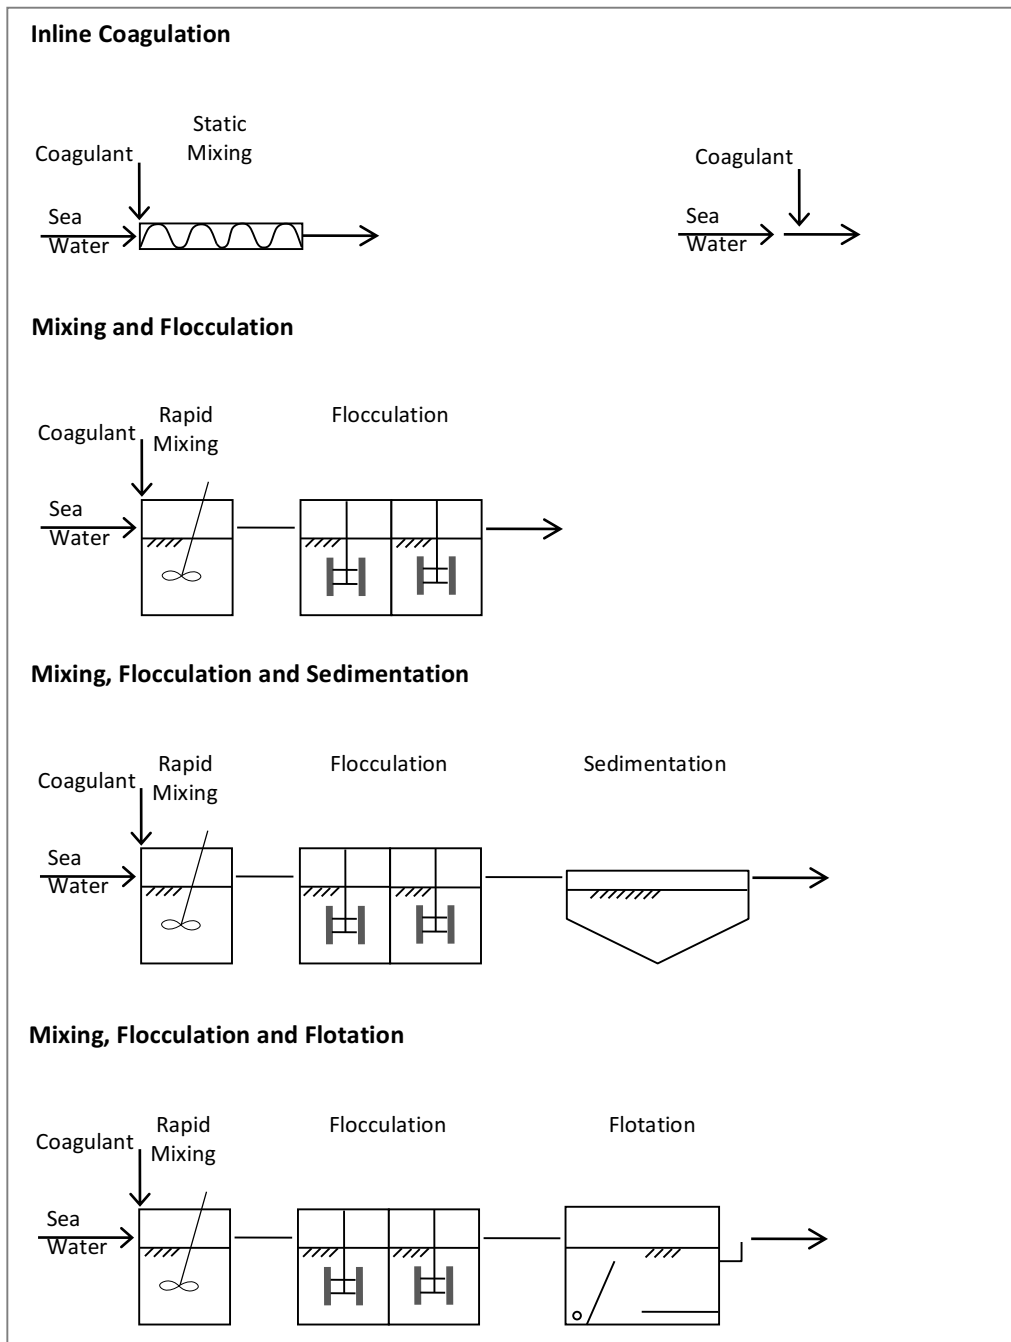 Inline Coagulation
Static
Mixing
Coagulant
Sea
Water
Coagulant
Sea
Water
Mixing and Flocculation
Rapid
Mixing
Flocculation
Coagulant
Sea
Water
Mixing, Flocculation and Sedimentation
Rapid
Mixing
Flocculation
Sedimentation
Coagulant
Sea
Water
Mixing, Flocculation and Flotation
Rapid
Mixing
Flocculation
Flotation
Coagulant
Sea
Water